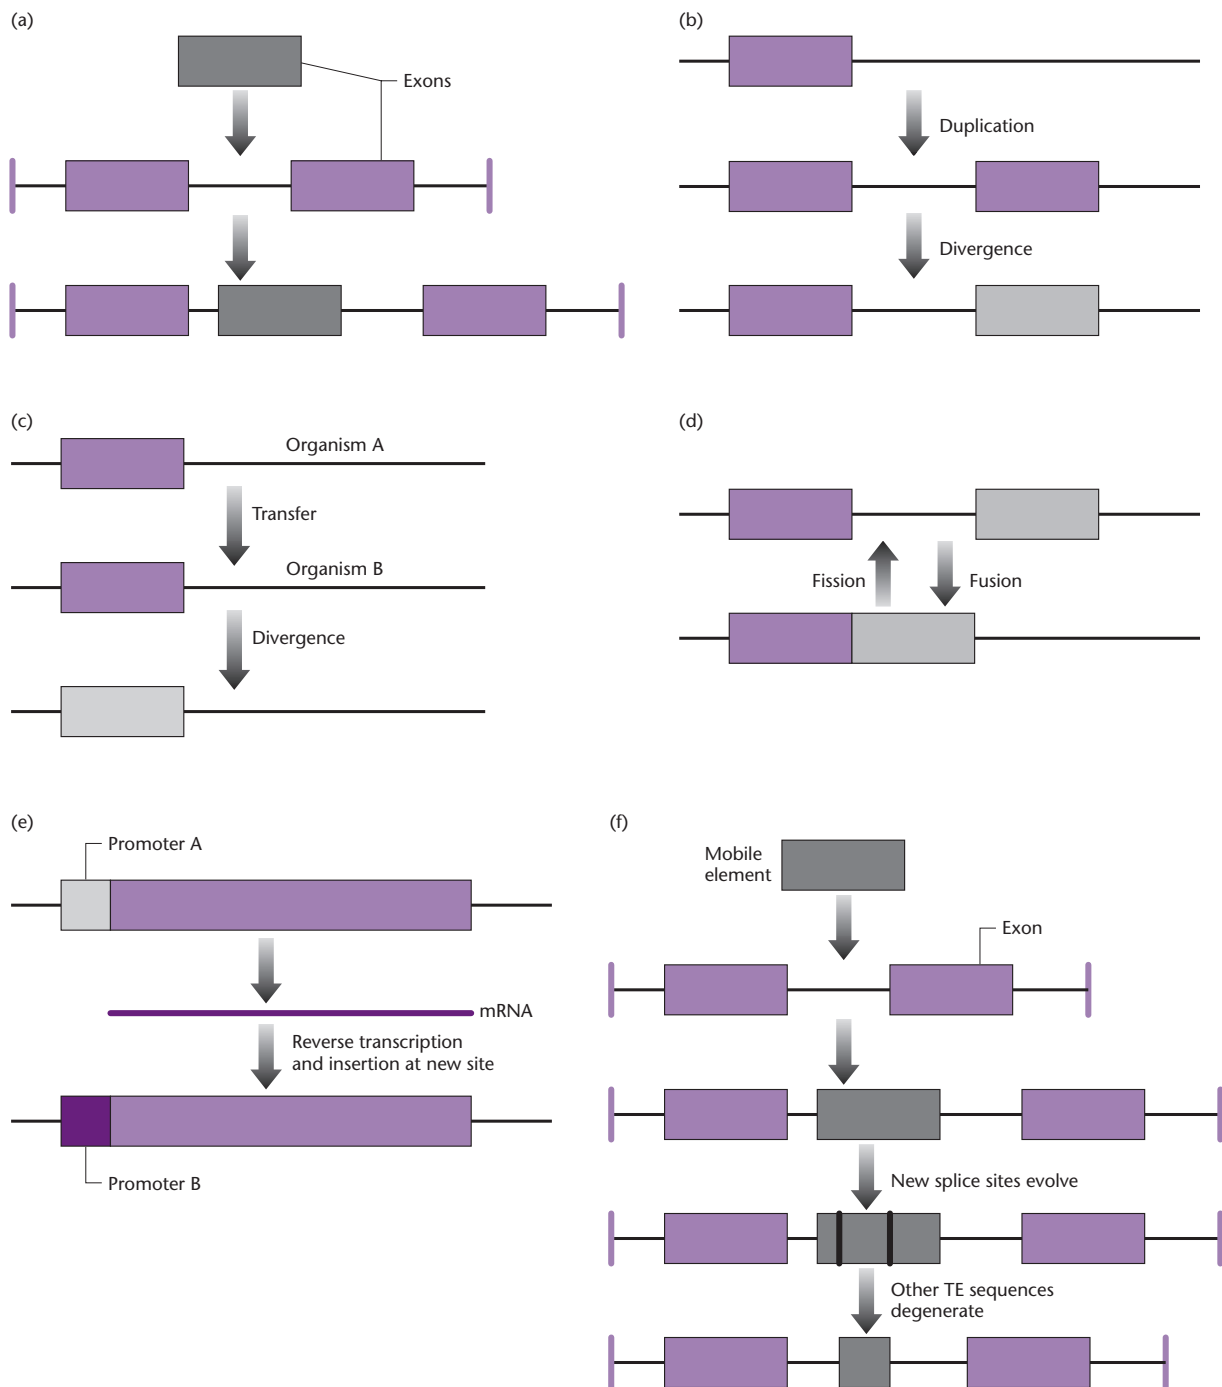 (a)
Exons
(b)
Duplication
Divergence
(c)
Organism A
Transfer
Organism B
Divergence
(d)
Fission
Fusion
(e)
Promoter A
mRNA
Reverse transcription
and insertion at new site
Promoter B
(f)
Mobile
element
Exon
New splice sites evolve
Other TE sequences
degenerate